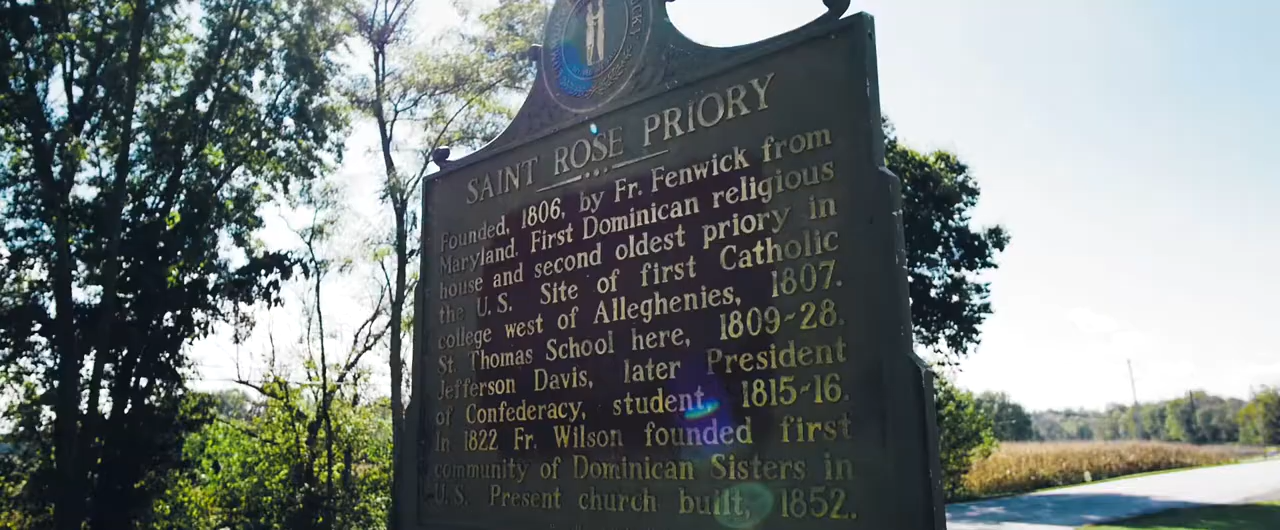 SAINT ROSE PRIORY
Founded, 1806, by Fr. Fenwick from
Maryland. First Dominican religious
house and second oldest priory in
the U.S. Site of first Catholic
college west of Alleghenies, 1807.
St. Thomas School here, 1809-28.
Jefferson Davis, later President
of Confederacy, student, 1815-16.
In 1822 Fr. Wilson founded first
community of Dominican Sisters in
U.S. Present church built, 1852.